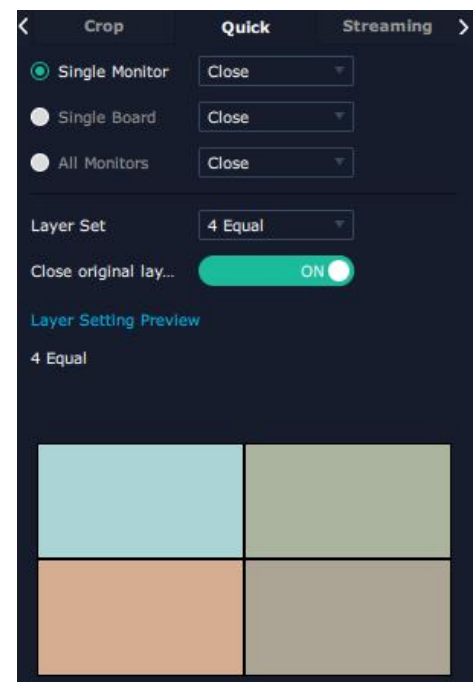 Crop Quick Streaming
Single Monitor Close
Single Board Close
All Monitors Close
Layer Set 4 Equal
Close original lay... ON
Layer Setting Preview
4 Equal